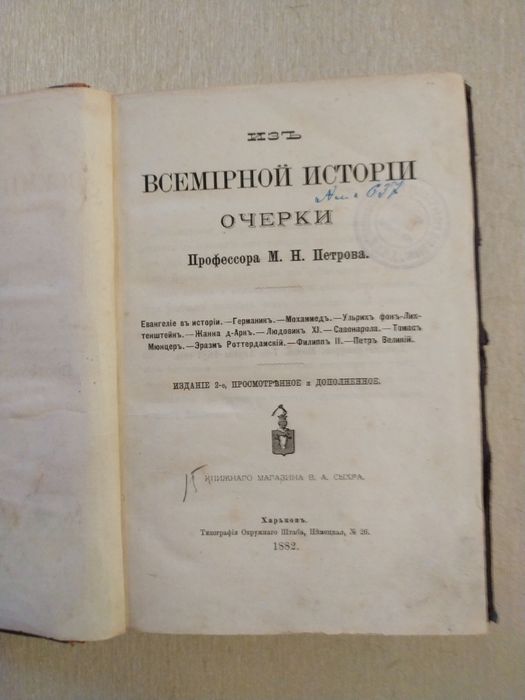 ИЗЪ
ВСЕМІРНОЙ ИСТОРІИ
ОЧЕРКИ
Профессора М. Н. Петрова.
Евангеліе въ исторіи.—Германикъ.—Мохаммедъ.—Ульрихъ фонъ-Лих-
тенштейнъ.—Жанна д-Аркъ.—Людовикъ XI.—Савонарола.—Томасъ
Мюнцеръ.—Эразмъ Роттердамскій.—Филиппъ II.—Петръ Великій.
ИЗДАНІЕ 2-е, ПРОСМОТРѢННОЕ и ДОПОЛНЕННОЕ.
КНИЖНАГО МАГАЗИНА В. А. СЫХРА.
Харьковъ.
Типографія Окружнаго Штаба, Нѣмецкая, № 26.
1882.